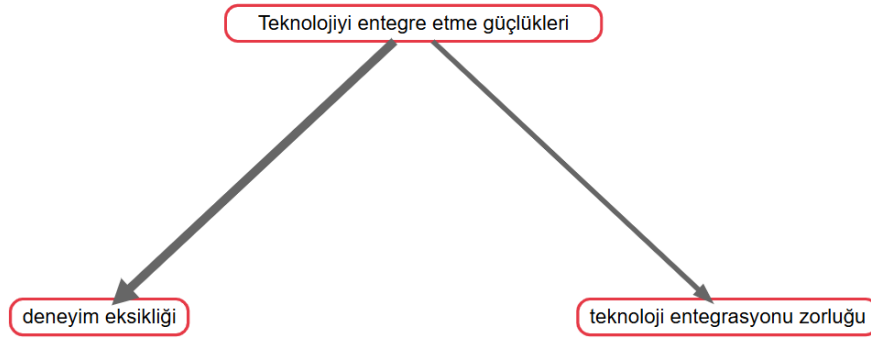 Teknolojiyi entegre etme güçlükleri
deneyim eksikliği
teknoloji entegrasyonu zorluğu